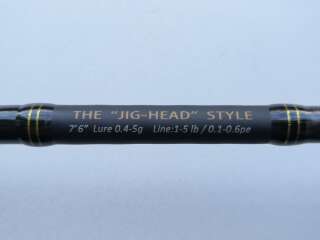 THE "JIG-HEAD" STYLE
7'6" Lure 0.4-5g Line:1-5 lb / 0.1-0.6pe